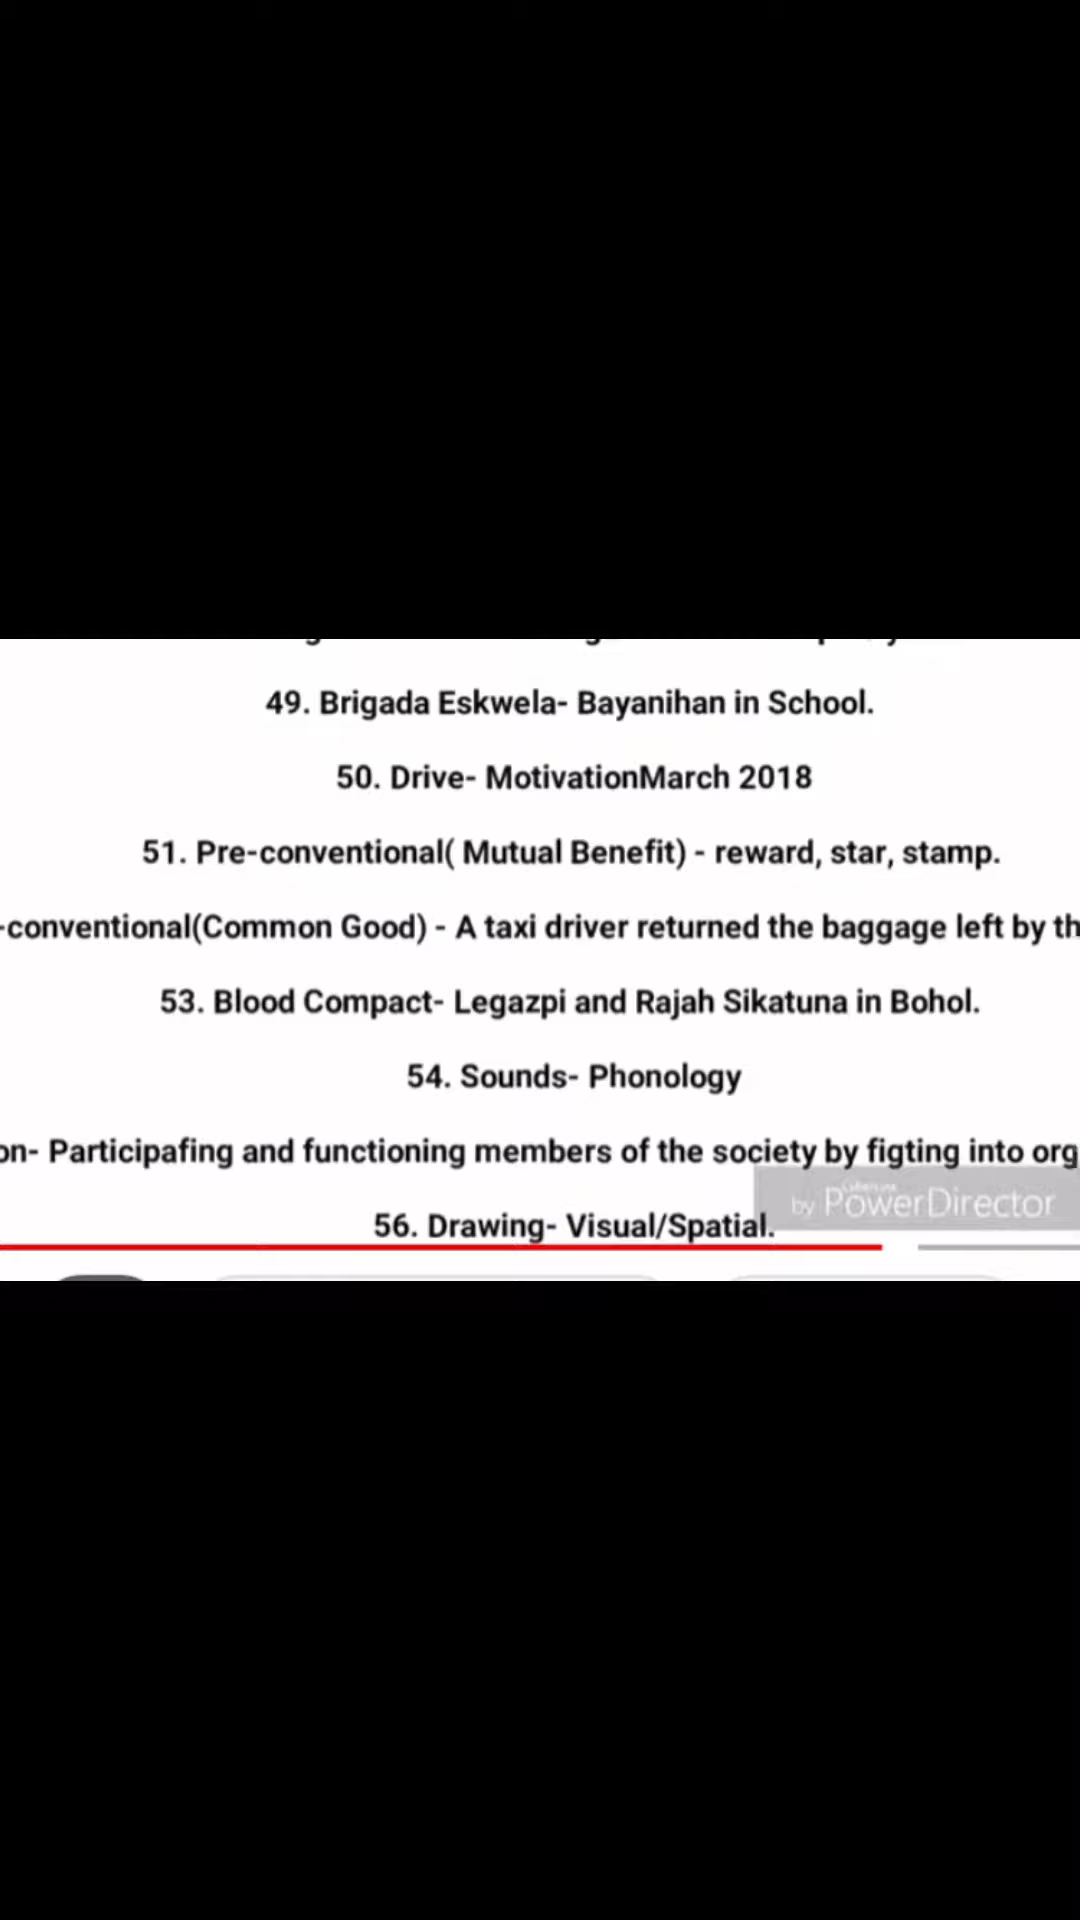 49. Brigada Eskwela- Bayanihan in School.
50. Drive- MotivationMarch 2018
51. Pre-conventional( Mutual Benefit) - reward, star, stamp.
-conventional(Common Good) - A taxi driver returned the baggage left by th
53. Blood Compact- Legazpi and Rajah Sikatuna in Bohol.
54. Sounds- Phonology
on- Participafing and functioning members of the society by figting into org
by PowerDirector
56. Drawing- Visual/Spatial.